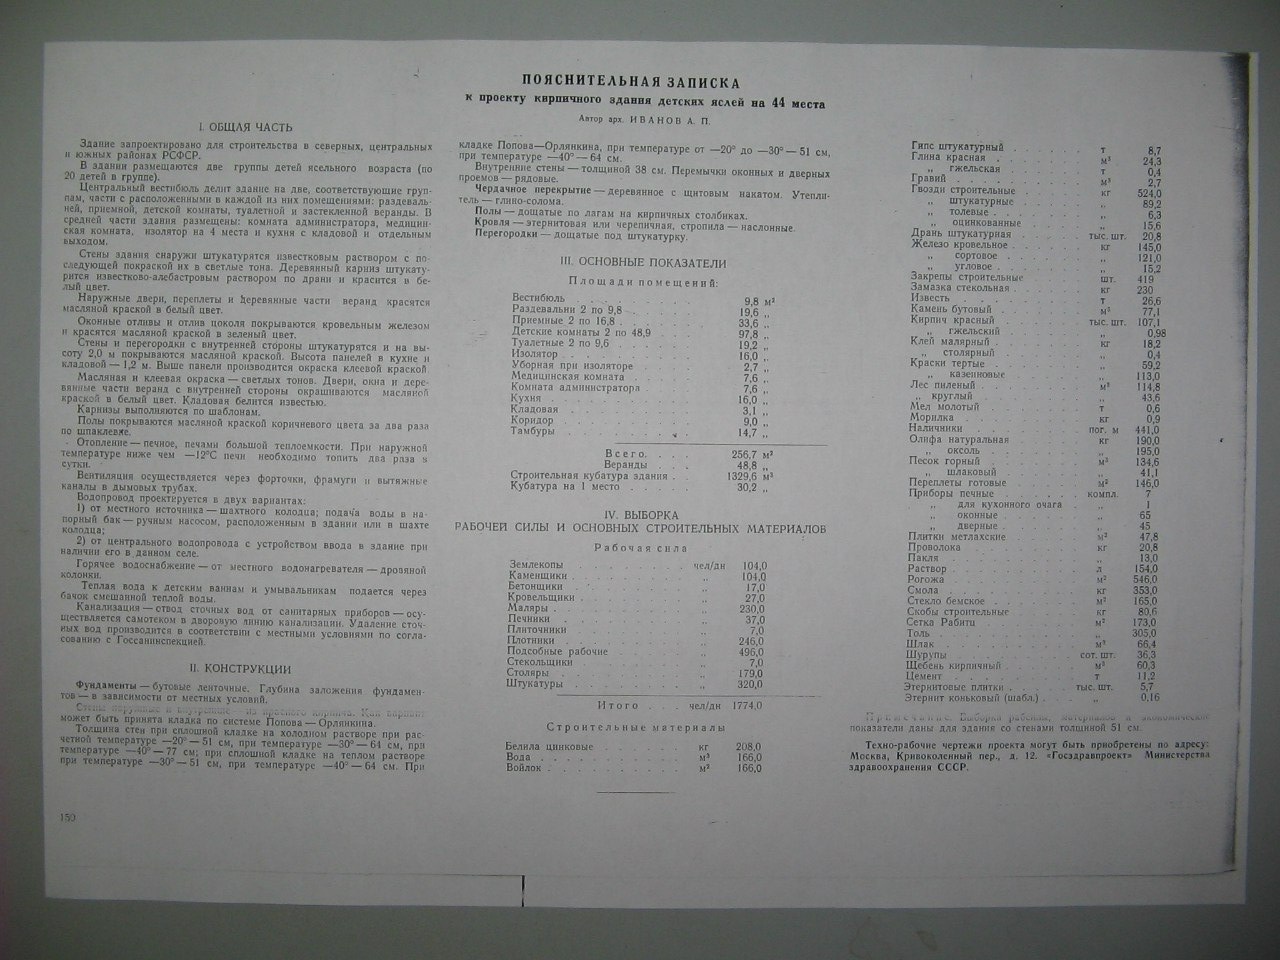 ПОЯСНИТЕЛЬНАЯ ЗАПИСКА
к проекту кирпичного здания детских яслей на 44 места
Автор арх. ИВАНОВ А. П.
I. ОБЩАЯ ЧАСТЬ
Здание запроектировано для строительства в северных, центральных
и южных районах РСФСР.
В здании размещаются две группы детей ясельного возраста (по
20 детей в группе).
Центральный вестибюль делит здание на две, соответствующие груп-
пам, части с расположенными в каждой из них помещениями: раздеваль-
ней, приемной, детской комнаты, туалетной и застекленной веранды. В
средней части здания размещены: комната администратора, медицин-
ская комната, изолятор на 4 места и кухня с кладовой и отдельным
выходом.
Стены здания снаружи штукатурятся известковым раствором с по-
следующей покраской их в светлые тона. Деревянный карниз штукату-
рится известково-алебастровым раствором по драни и красится в бе-
лый цвет.
Наружные двери, переплеты и деревянные части веранд красятся
масляной краской в белый цвет.
Оконные отливы и отлив цоколя покрываются кровельным железом
и красятся масляной краской в зеленый цвет.
Стены и перегородки с внутренней стороны штукатурятся и на вы-
соту 2,0 м покрываются масляной краской. Высота панелей в кухне и
кладовой — 1,2 м. Выше панели производится окраска клеевой краской
Масляная и клеевая окраска — светлых тонов. Двери, окна и дере-
вянные части веранд с внутренней стороны окрашиваются масляной
краской в белый цвет. Кладовая белится известью.
Карнизы выполняются по шаблонам.
Полы покрываются масляной краской коричневого цвета за два раза
по шпаклевке.
Отопление — печное, печами большой теплоемкости. При наружной
температуре ниже чем —12°С печи необходимо топить два раза в
сутки.
Вентиляция осуществляется через форточки, фрамуги и вытяжные
каналы в дымовых трубах.
Водопровод проектируется в двух вариантах:
1) от местного источника — шахтного колодца; подача воды в на-
порный бак — ручным насосом, расположенным в здании или в шахте
колодца;
2) от центрального водопровода с устройством ввода в здание при
наличии его в данном селе.
Горячее водоснабжение — от местного водонагревателя — дровяной
колонки.
Теплая вода к детским ваннам и умывальникам подается через
бачок смешанной теплой воды.
Канализация — отвод сточных вод от санитарных приборов — осу-
ществляется самотеком в дворовую линию канализации. Удаление сточ-
ных вод производится в соответствии с местными условиями по согла-
сованию с Госсанинспекцией.
II. КОНСТРУКЦИИ
Фундаменты — бутовые ленточные. Глубина заложения фундамен-
тов — в зависимости от местных условий.
Стены наружные и внутренние — из красного кирпича. Как вариант
может быть принята кладка по системе Попова — Орлянкина.
Толщина стен при сплошной кладке на холодном растворе при рас-
четной температуре —20° — 51 см, при температуре —30° — 64 см, при
температуре —40° — 77 см; при сплошной кладке на теплом растворе
при температуре —30° — 51 см, при температуре —40° — 64 см. При
150
кладке Попова—Орлянкина, при температуре от —20° до —30° — 51 см,
при температуре —40° — 64 см.
Внутренние стены — толщиной 38 см. Перемычки оконных и дверных
проемов — рядовые.
Чердачное перекрытие — деревянное с щитовым накатом. Утепли-
тель — глино-солома.
Полы — дощатые по лагам на кирпичных столбиках.
Кровля — этернитовая или черепичная, стропила — наслонные.
Перегородки — дощатые под штукатурку.
III. ОСНОВНЫЕ ПОКАЗАТЕЛИ
Площади помещений:
Вестибюль . . . . . . . 9,8 м²
Раздевальни 2 по 9,8 . . . . 19,6 „
Приемные 2 по 16,8 . . . . 33,6 „
Детские комнаты 2 по 48,9 . . . 97,8 „
Туалетные 2 по 9,6 . . . . 19,2 „
Изолятор . . . . . . . 16,0 „
Уборная при изоляторе . . . . 2,7 „
Медицинская комната . . . . 7,6 „
Комната администратора . . . 7,6 „
Кухня . . . . . . . . 16,0 „
Кладовая . . . . . . . 3,1 „
Коридор . . . . . . . 9,0 „
Тамбуры . . . . . . . 14,7 „
Всего . . . 256,7 м²
Веранды . . . 48,8 „
Строительная кубатура здания . . 1329,6 м³
Кубатура на 1 место . . . . 30,2 „
IV. ВЫБОРКА
РАБОЧЕЙ СИЛЫ И ОСНОВНЫХ СТРОИТЕЛЬНЫХ МАТЕРИАЛОВ
Рабочая сила
Землекопы . . . . . . . чел/дн 104,0
Каменщики . . . . . . . „ 104,0
Бетонщики . . . . . . . „ 17,0
Кровельщики . . . . . . „ 27,0
Маляры . . . . . . . . „ 230,0
Печники . . . . . . . . „ 37,0
Плиточники . . . . . . . „ 7,0
Плотники . . . . . . . „ 246,0
Подсобные рабочие . . . . . „ 496,0
Стекольщики . . . . . . „ 7,0
Столяры . . . . . . . . „ 179,0
Штукатуры . . . . . . . „ 320,0
Итого . . . чел/дн 1774,0
Строительные материалы
Белила цинковые кг 208,0
Вода . . . . . . . . м³ 166,0
Войлок . . . . . . . . м² 166,0
Гипс штукатурный . . . . . т 8,7
Глина красная . . . . . . м³ 24,3
„ гжельская . . . . . т 0,4
Гравий . . . . . . . . м³ 2,7
Гвозди строительные . . . . кг 524,0
„ штукатурные . . . . „ 89,2
„ толевые . . . . . „ 6,3
„ оцинкованные . . . . „ 15,6
Дрань штукатурная . . . . . тыс. шт. 20,8
Железо кровельное . . . . . кг 145,0
„ сортовое . . . . . „ 121,0
„ угловое . . . . . „ 15,2
Закрепы строительные . . . . шт. 419
Замазка стекольная . . . . . кг 230
Известь . . . . . . . т 26,6
Камень бутовый . . . . . . м³ 77,1
Кирпич красный . . . . . . тыс. шт. 107,1
„ гжельский . . . . . „ 0,98
Клей малярный . . . . . . кг 18,2
„ столярный . . . . . „ 0,4
Краски тертые . . . . . . „ 59,2
„ казеиновые . . . . „ 113,0
Лес пиленый . . . . . . . м³ 114,8
„ круглый . . . . . . „ 43,6
Мел молотый . . . . . . т 0,6
Морилка . . . . . . . кг 0,9
Наличники . . . . . . . пог. м 441,0
Олифа натуральная кг 190,0
„ оксоль . . . . . . „ 195,0
Песок горный . . . . . . м³ 134,6
„ шлаковый . . . . . „ 41,1
Переплеты готовые . . . . . м² 146,0
Приборы печные . . . . . . компл. 7
„ для кухонного очага . . „ 1
„ оконные . . . . . „ 65
„ дверные . . . . . „ 45
Плитки метлахские . . . . . м² 47,8
Проволока . . . . . . . кг 20,8
Пакля . . . . . . . . „ 13,0
Раствор . . . . . . . л 154,0
Рогожа . . . . . . . . м² 546,0
Смола . . . . . . . . кг 353,0
Стекло бемское . . . . . . м² 165,0
Скобы строительные . . . . . кг 80,6
Сетка Рабитц . . . . . . м² 173,0
Толь . . . . . . . . „ 305,0
Шлак . . . . . . . . м³ 66,4
Шурупы . . . . . . . . сот. шт. 36,3
Щебень кирпичный . . . . . м³ 60,3
Цемент . . . . . . . . т 11,2
Этернитовые плитки . . . . . тыс. шт. 5,7
Этернит коньковый (шабл.) . . . „ 0,16
Примечание. Выборка рабсилы, материалов и экономические
показатели даны для здания со стенами толщиной 51 см.
Техно-рабочие чертежи проекта могут быть приобретены по адресу:
Москва, Кривоколенный пер., д. 12. «Госздравпроект» Министерства
здравоохранения СССР.